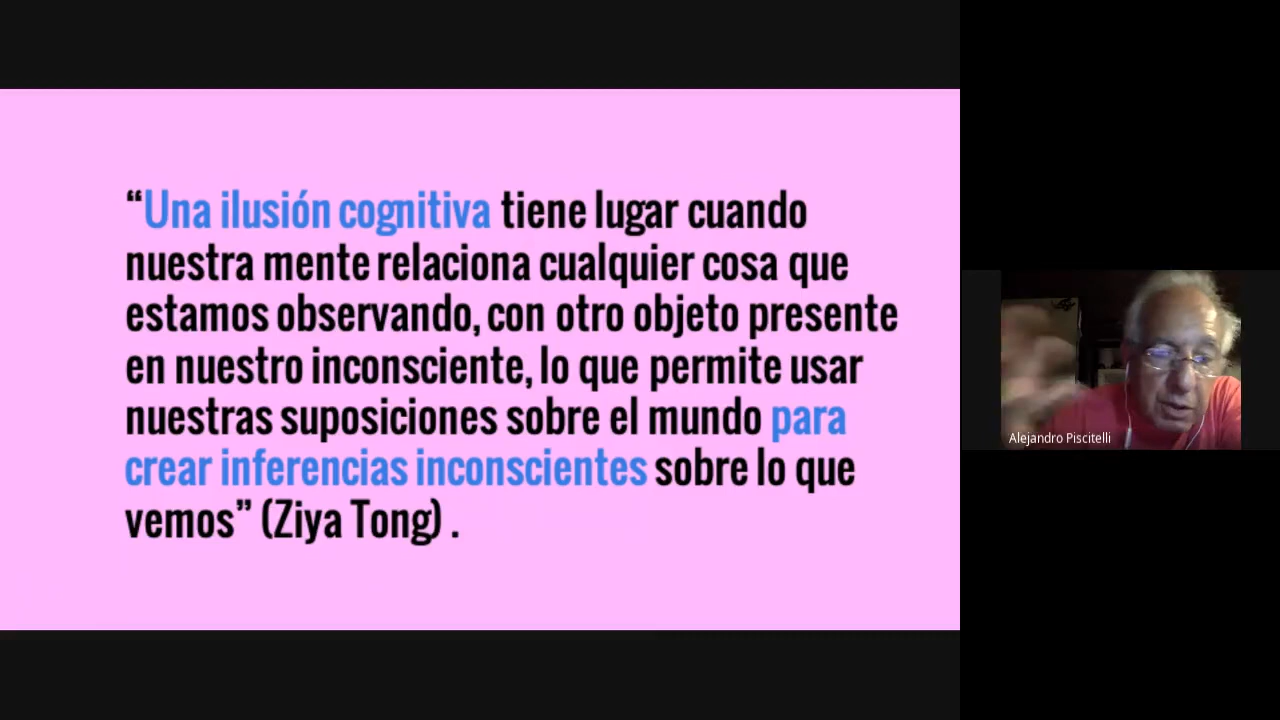 “Una ilusión cognitiva tiene lugar cuando
nuestra mente relaciona cualquier cosa que
estamos observando, con otro objeto presente
en nuestro inconsciente, lo que permite usar
nuestras suposiciones sobre el mundo para
crear inferencias inconscientes sobre lo que
vemos” (Ziya Tong) .
Alejandro Piscitelli